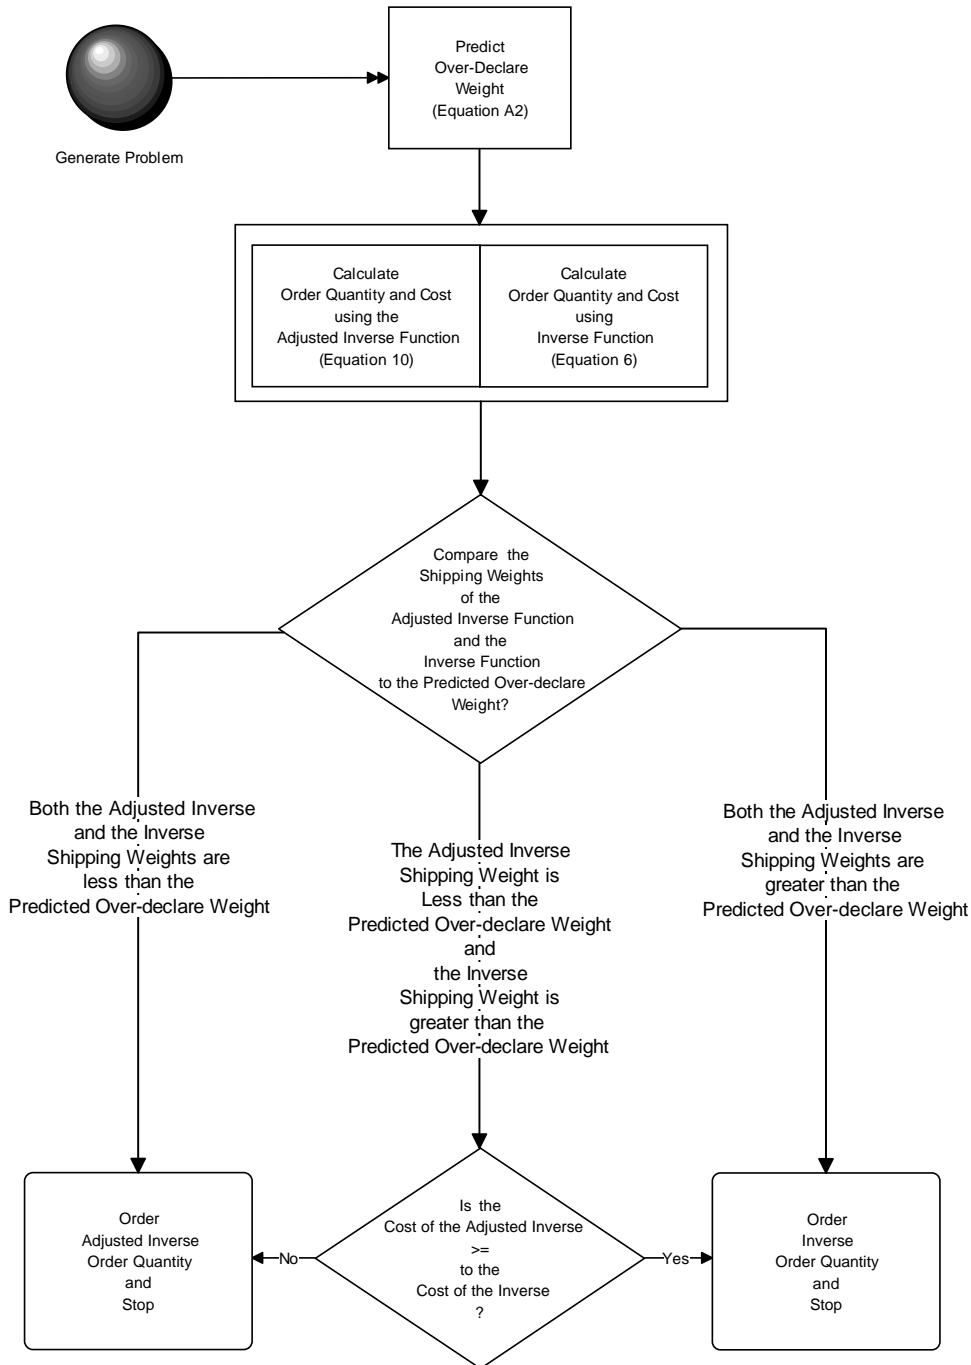 Generate Problem
Predict
Over-Declare
Weight
(Equation A2)
Calculate
Order Quantity and Cost
using the
Adjusted Inverse Function
(Equation 10)
Calculate
Order Quantity and Cost
using
Inverse Function
(Equation 6)
Compare the
Shipping Weights
of the
Adjusted Inverse Function
and the
Inverse Function
to the Predicted Over-declare
Weight?
Both the Adjusted Inverse
and the Inverse
Shipping Weights are
less than the
Predicted Over-declare Weight
The Adjusted Inverse
Shipping Weight is
Less than the
Predicted Over-declare Weight
and
the Inverse
Shipping Weight is
greater than the
Predicted Over-declare Weight
Both the Adjusted Inverse
and the Inverse
Shipping Weights are
greater than the
Predicted Over-declare Weight
Order
Adjusted Inverse
Order Quantity
and
Stop
No
Is the
Cost of the Adjusted Inverse
>=
to the
Cost of the Inverse
?
Yes
Order
Inverse
Order Quantity
and
Stop